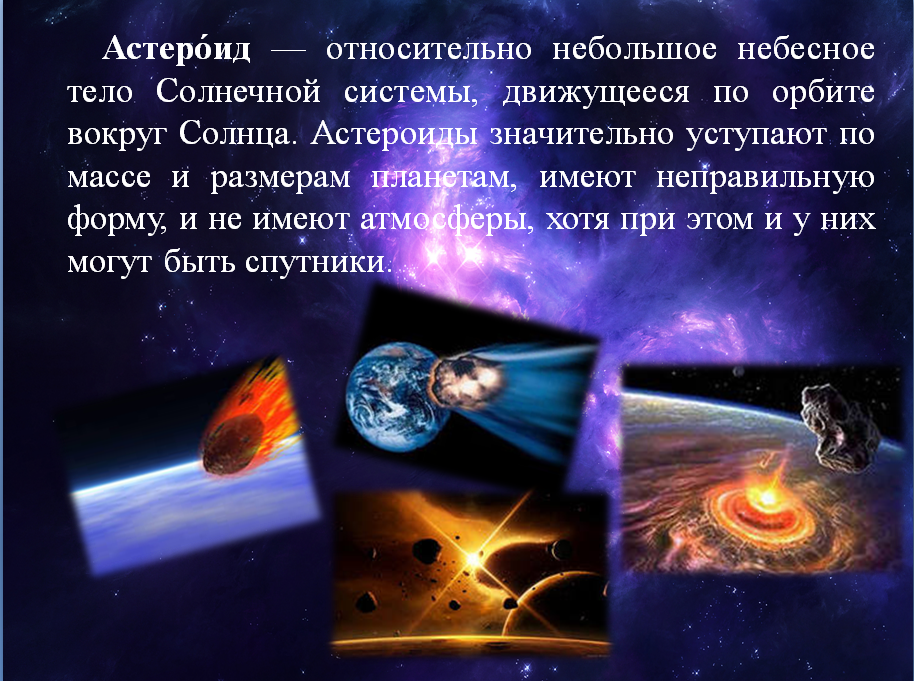 Астеро́ид — относительно небольшое небесное
тело Солнечной системы, движущееся по орбите
вокруг Солнца. Астероиды значительно уступают по
массе и размерам планетам, имеют неправильную
форму, и не имеют атмосферы, хотя при этом и у них
могут быть спутники.